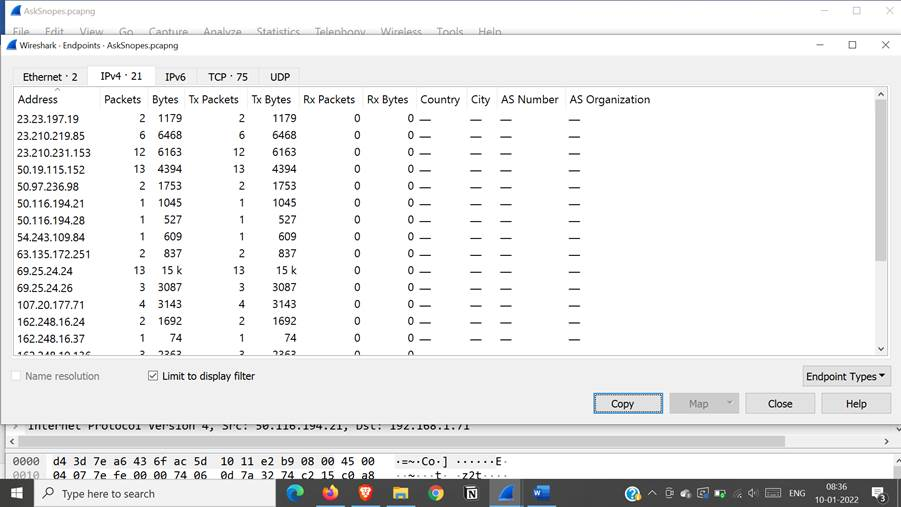 AskSnopes.pcapng
File Edit View Go Capture Analyze Statistics Telephony Wireless Tools Help
Wireshark · Endpoints · AskSnopes.pcapng
Ethernet · 2 IPv4 · 21 IPv6 TCP · 75 UDP
Address Packets Bytes Tx Packets Tx Bytes Rx Packets Rx Bytes Country City AS Number AS Organization
23.23.197.19 2 1179 2 1179 0 0 — — — —
23.210.219.85 6 6468 6 6468 0 0 — — — —
23.210.231.153 12 6163 12 6163 0 0 — — — —
50.19.115.152 13 4394 13 4394 0 0 — — — —
50.97.236.98 2 1753 2 1753 0 0 — — — —
50.116.194.21 1 1045 1 1045 0 0 — — — —
50.116.194.28 1 527 1 527 0 0 — — — —
54.243.109.84 1 609 1 609 0 0 — — — —
63.135.172.251 2 837 2 837 0 0 — — — —
69.25.24.24 13 15 k 13 15 k 0 0 — — — —
69.25.24.26 3 3087 3 3087 0 0 — — — —
107.20.177.71 4 3143 4 3143 0 0 — — — —
162.248.16.24 2 1692 2 1692 0 0 — — — —
162.248.16.37 1 74 1 74 0 0 — — — —
3 2363 3 2363 0 0
Name resolution Limit to display filter Endpoint Types
Copy Map Close Help
Internet Protocol Version 4, Src: 50.116.194.21, Dst: 192.168.1.71
0000 d4 3d 7e a6 43 6f ac 5d 10 11 e2 b9 08 00 45 00 ·=~·Co·] ······E·
0010 04 07 7e fe 00 00 74 06 0d 7a 32 74 c2 15 c0 a8 ··~···t· ·z2t····
Type here to search
ENG
08:36
10-01-2022
3